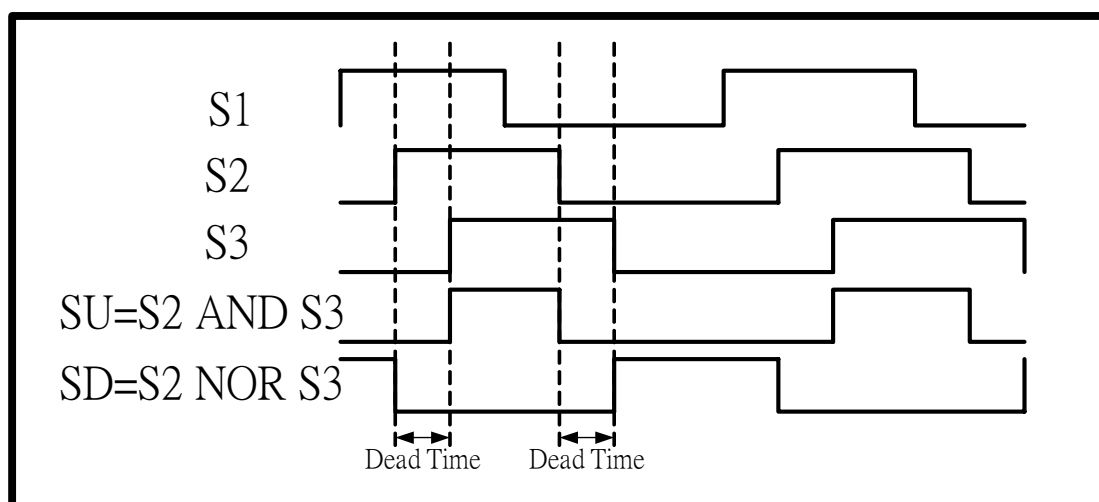 S1
S2
S3
SU=S2 AND S3
SD=S2 NOR S3
Dead Time Dead Time